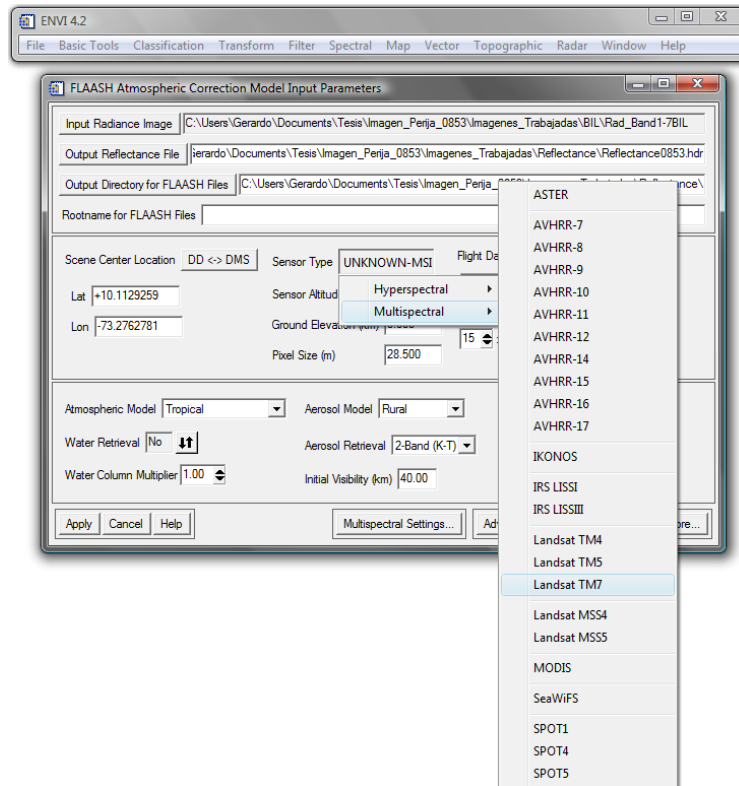 ENVI 4.2
File Basic Tools Classification Transform Filter Spectral Map Vector Topographic Radar Window Help
FLAASH Atmospheric Correction Model Input Parameters
Input Radiance Image C:\Users\Gerardo\Documents\Tesis\Imagen_Perija_0853\Imagenes_Trabajadas\BIL\Rad_Band1-7BIL
Output Reflectance File ierardo\Documents\Tesis\Imagen_Perija_0853\Imagenes_Trabajadas\Reflectance\Reflectance0853.hdr
Output Directory for FLAASH Files C:\Users\Gerardo\Documents\Tesis\Imagen_Perija_
Rootname for FLAASH Files
Scene Center Location DD <-> DMS
Lat +10.1129259
Lon -73.2762781
Sensor Type UNKNOWN-MSI
Flight Da
Sensor Altitud
Hyperspectral
Multispectral
Ground Elevation (km)
Pixel Size (m) 28.500
15
Atmospheric Model Tropical
Water Retrieval No
Water Column Multiplier 1.00
Aerosol Model Rural
Aerosol Retrieval 2-Band (K-T)
Initial Visibility (km) 40.00
Apply Cancel Help Multispectral Settings... Ad ore...
ASTER
AVHRR-7
AVHRR-8
AVHRR-9
AVHRR-10
AVHRR-11
AVHRR-12
AVHRR-14
AVHRR-15
AVHRR-16
AVHRR-17
IKONOS
IRS LISSI
IRS LISSIII
Landsat TM4
Landsat TM5
Landsat TM7
Landsat MSS4
Landsat MSS5
MODIS
SeaWiFS
SPOT1
SPOT4
SPOT5